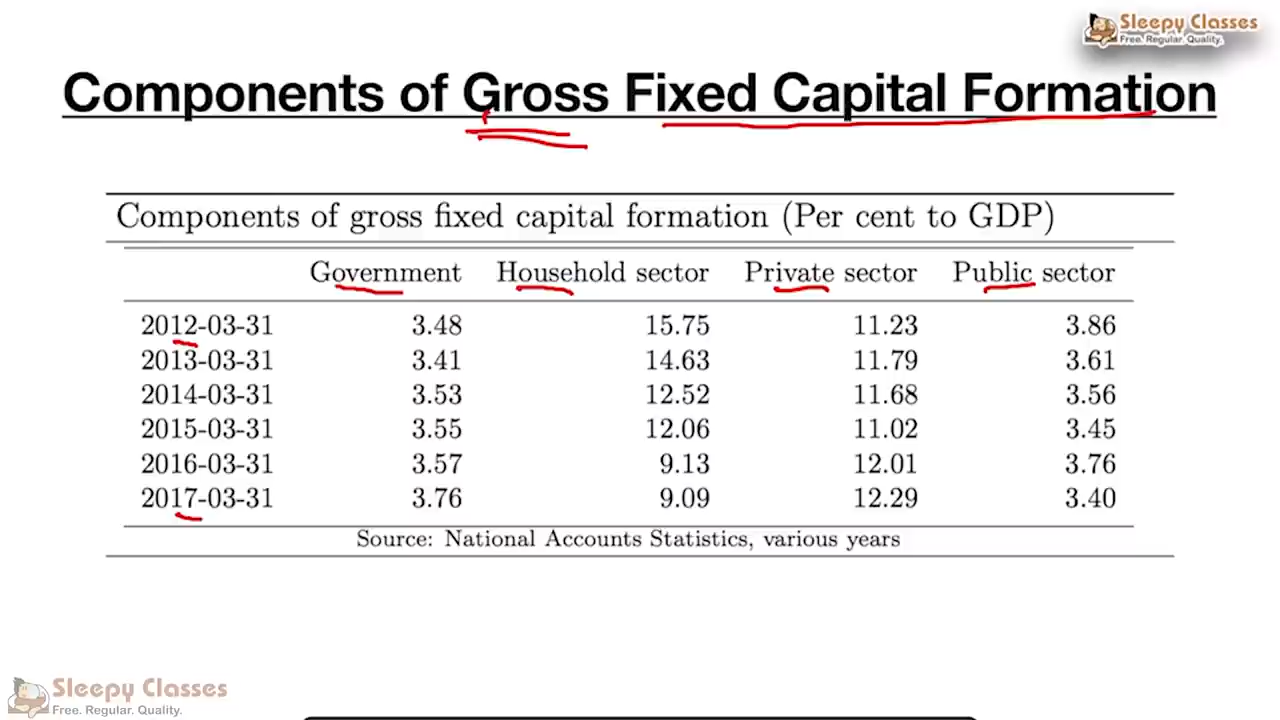 Sleepy Classes
Free. Regular. Quality.
Components of Gross Fixed Capital Formation
Components of gross fixed capital formation (Per cent to GDP)
Government Household sector Private sector Public sector
2012-03-31 3.48 15.75 11.23 3.86
2013-03-31 3.41 14.63 11.79 3.61
2014-03-31 3.53 12.52 11.68 3.56
2015-03-31 3.55 12.06 11.02 3.45
2016-03-31 3.57 9.13 12.01 3.76
2017-03-31 3.76 9.09 12.29 3.40
Source: National Accounts Statistics, various years
Sleepy Classes
Free. Regular. Quality.